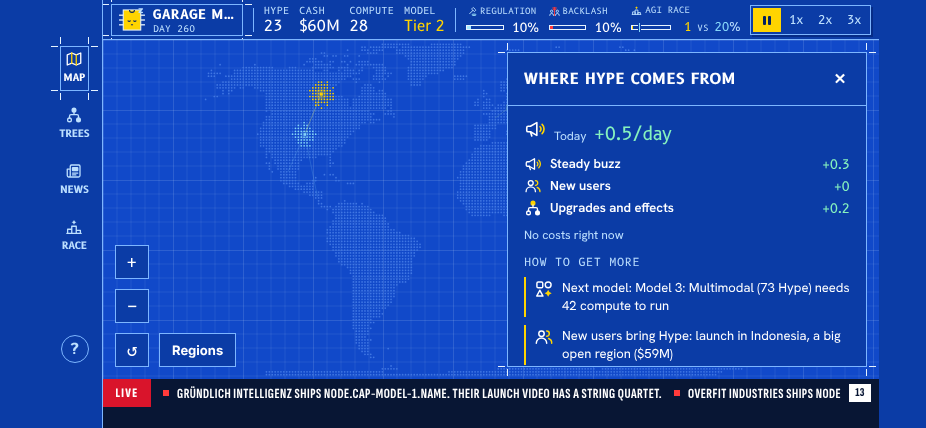 GARAGE M...
DAY 260
HYPE
23
CASH
$60M
COMPUTE
28
MODEL
Tier 2
REGULATION
10%
BACKLASH
10%
AGI RACE
1 VS 20%
1x
2x
3x
MAP
TREES
NEWS
RACE
?
+
−
↺
Regions
WHERE HYPE COMES FROM
×
Today +0.5/day
Steady buzz +0.3
New users +0
Upgrades and effects +0.2
No costs right now
HOW TO GET MORE
Next model: Model 3: Multimodal (73 Hype) needs
42 compute to run
New users bring Hype: launch in Indonesia, a big
open region ($59M)
LIVE
GRÜNDLICH INTELLIGENZ SHIPS NODE.CAP-MODEL-1.NAME. THEIR LAUNCH VIDEO HAS A STRING QUARTET. OVERFIT INDUSTRIES SHIPS NODE
13